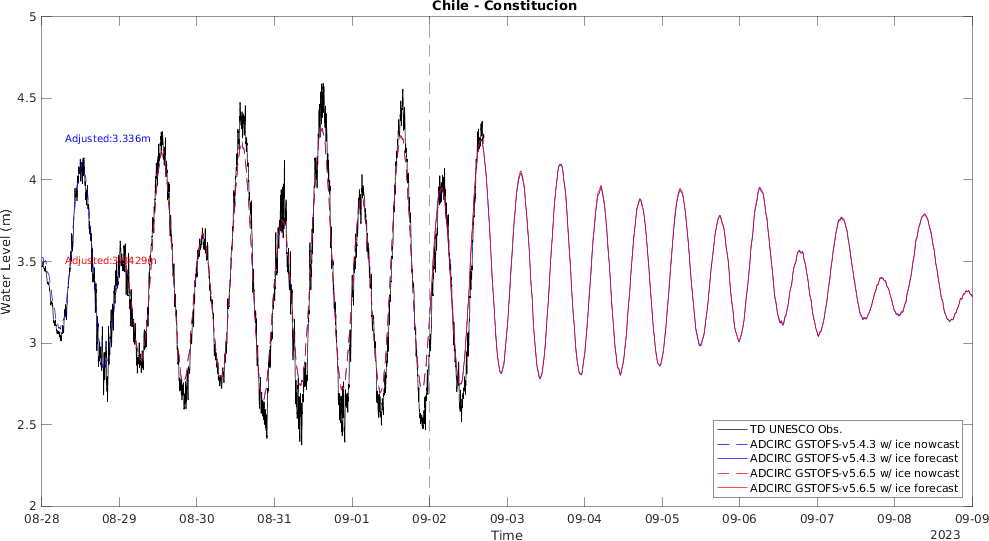 Chile - Constitucion
5
4.5
4
3.5
3
2.5
2
Water Level (m)
Adjusted:3.336m
TD UNESCO Obs.
ADCIRC GSTOFS-v5.4.3 w/ ice nowcast
ADCIRC GSTOFS-v5.4.3 w/ ice forecast
ADCIRC GSTOFS-v5.6.5 w/ ice nowcast
ADCIRC GSTOFS-v5.6.5 w/ ice forecast
08-28 08-29 08-30 08-31 09-01 09-02 09-03 09-04 09-05 09-06 09-07 09-08 09-09
Time
2023